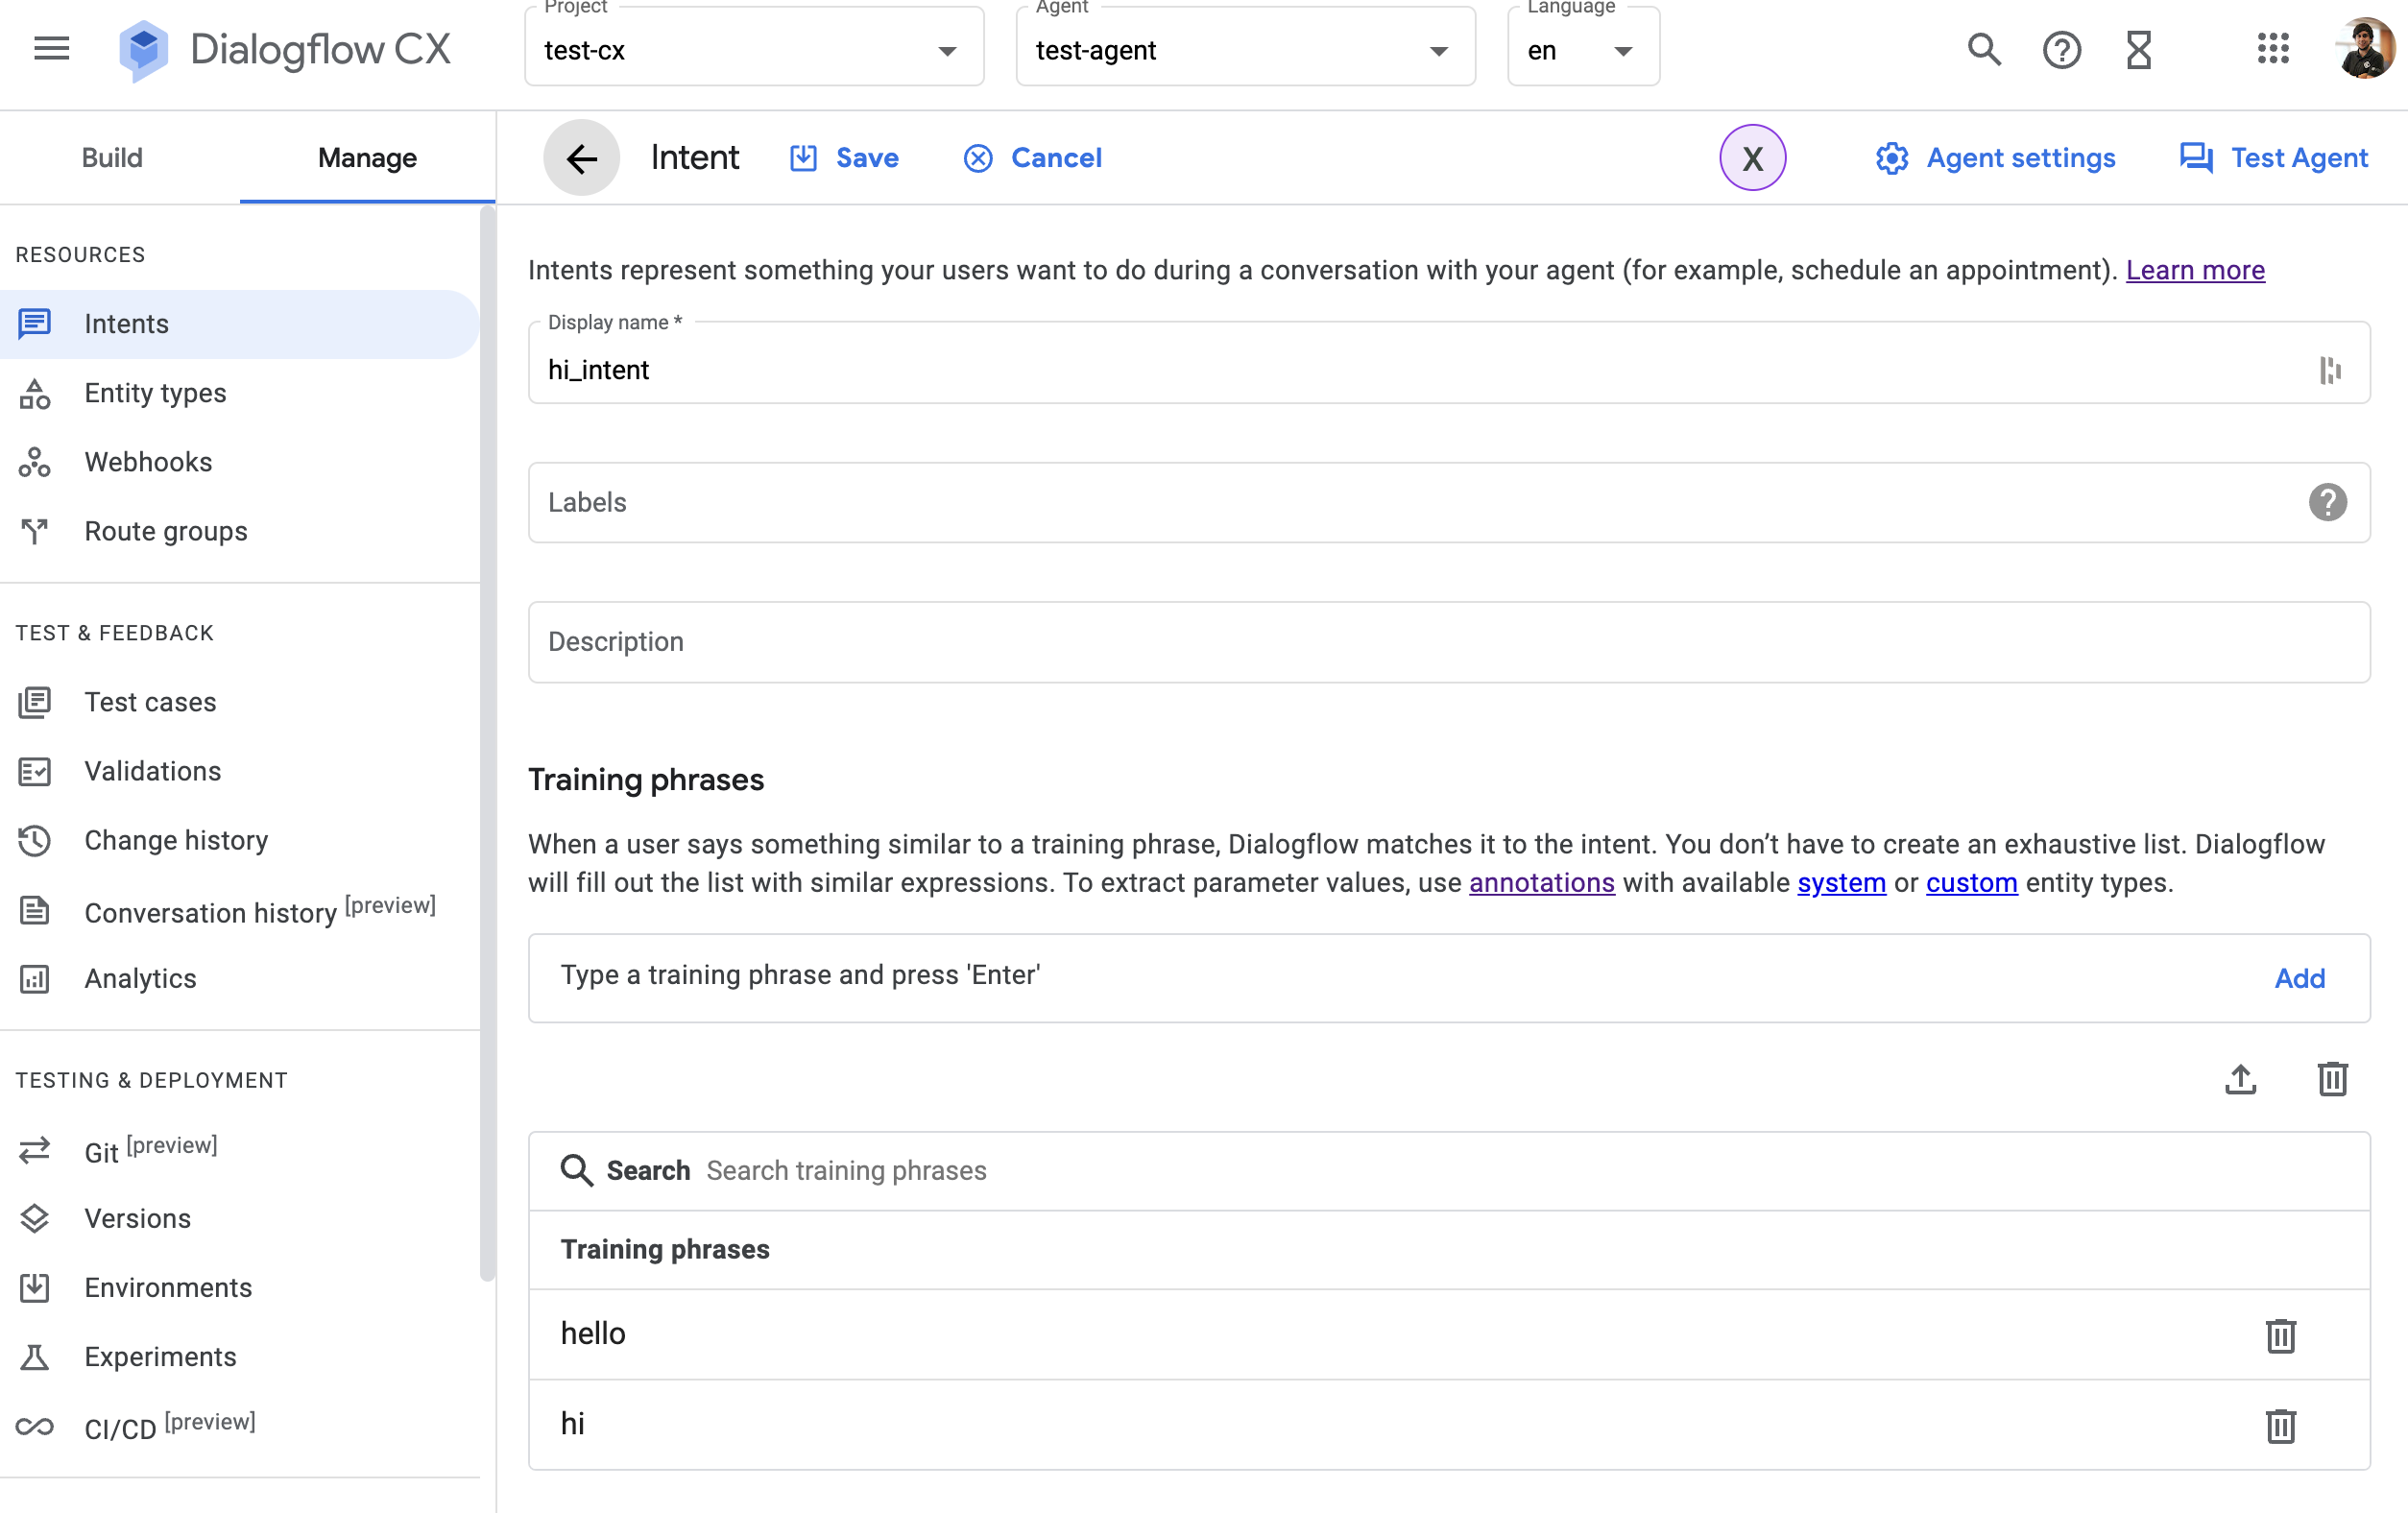 Project
Agent
Language
Dialogflow CX
test-cx
test-agent
en
Build
Manage
Intent
Save
Cancel
X
Agent settings
Test Agent
RESOURCES
Intents
Entity types
Webhooks
Route groups
TEST & FEEDBACK
Test cases
Validations
Change history
Conversation history [preview]
Analytics
TESTING & DEPLOYMENT
Git [preview]
Versions
Environments
Experiments
CI/CD [preview]
Intents represent something your users want to do during a conversation with your agent (for example, schedule an appointment). Learn more
Display name *
hi_intent
Labels
Description
Training phrases
When a user says something similar to a training phrase, Dialogflow matches it to the intent. You don’t have to create an exhaustive list. Dialogflow
will fill out the list with similar expressions. To extract parameter values, use annotations with available system or custom entity types.
Type a training phrase and press 'Enter'
Add
Search Search training phrases
Training phrases
hello
hi